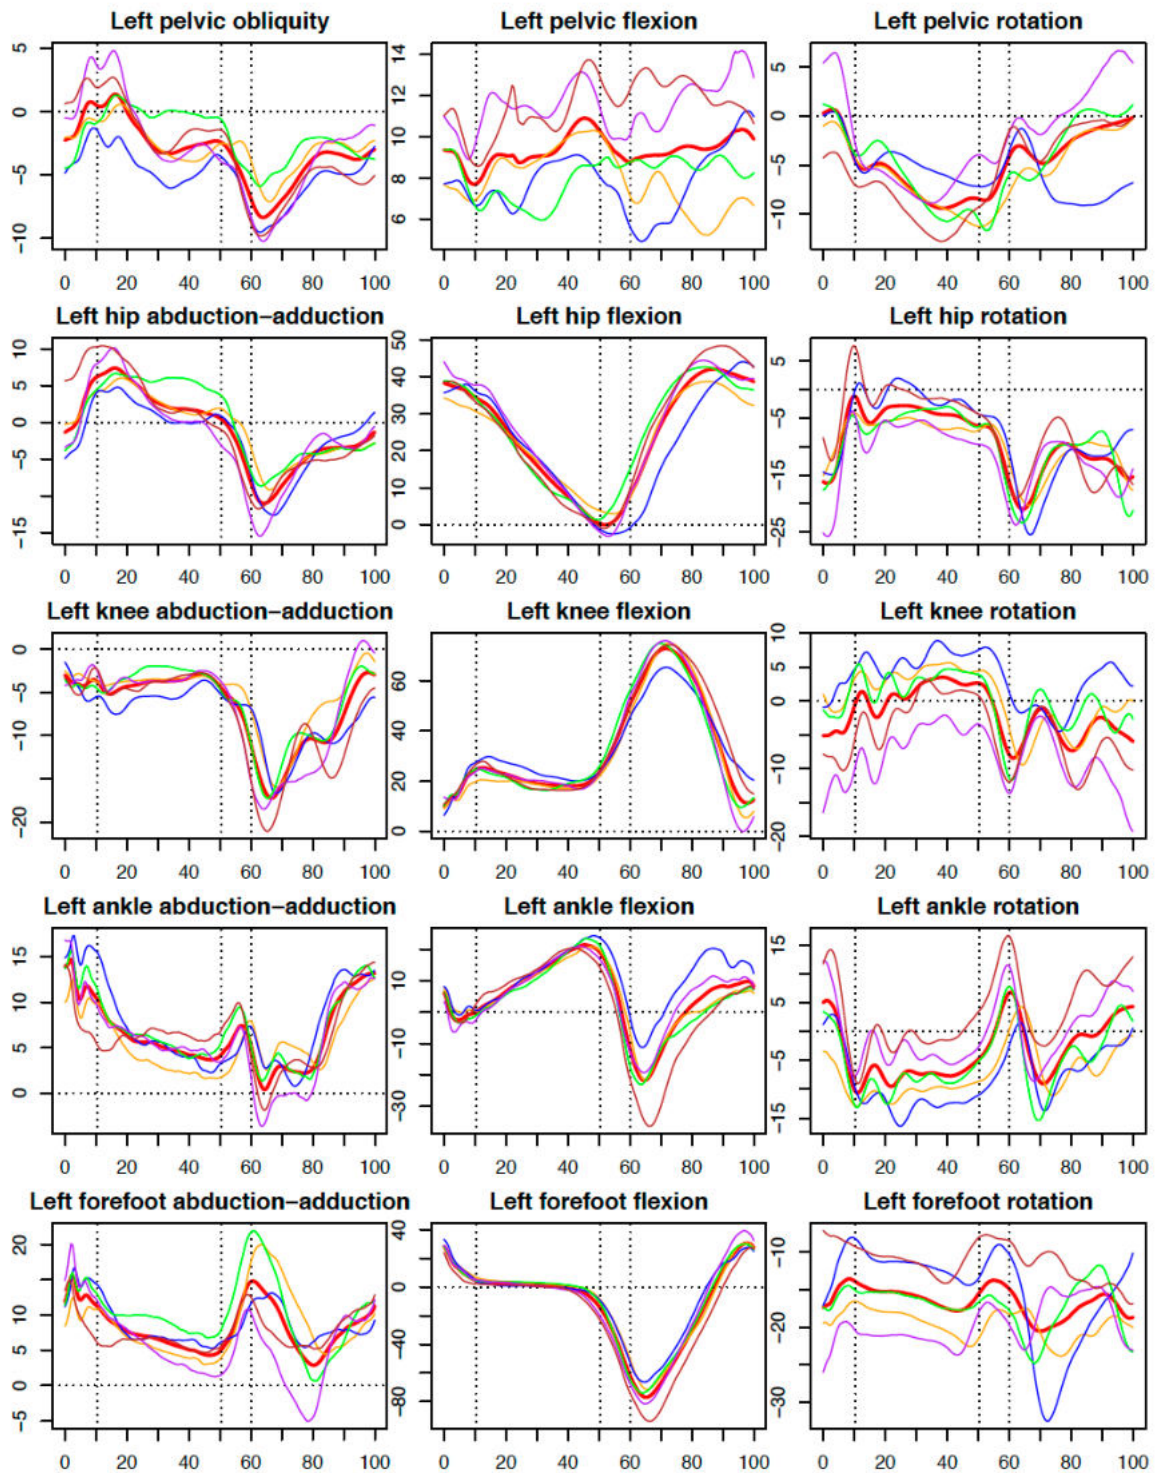 Left pelvic obliquity
5
0
−5
−10
0 20 40 60 80 100
Left pelvic flexion
14
12
10
8
6
0 20 40 60 80 100
Left pelvic rotation
5
0
−5
−10
0 20 40 60 80 100
Left hip abduction−adduction
10
5
0
−5
−15
0 20 40 60 80 100
Left hip flexion
50
40
30
20
10
0
0 20 40 60 80 100
Left hip rotation
5
−5
−15
−25
0 20 40 60 80 100
Left knee abduction−adduction
0
−5
−10
−20
0 20 40 60 80 100
Left knee flexion
60
40
20
0
0 20 40 60 80 100
Left knee rotation
10
5
0
−10
−20
0 20 40 60 80 100
Left ankle abduction−adduction
15
10
5
0
0 20 40 60 80 100
Left ankle flexion
10
−10
−30
0 20 40 60 80 100
Left ankle rotation
15
5
−5
−15
0 20 40 60 80 100
Left forefoot abduction−adduction
20
10
5
0
−5
0 20 40 60 80 100
Left forefoot flexion
40
0
−40
−80
0 20 40 60 80 100
Left forefoot rotation
−10
−20
−30
0 20 40 60 80 100